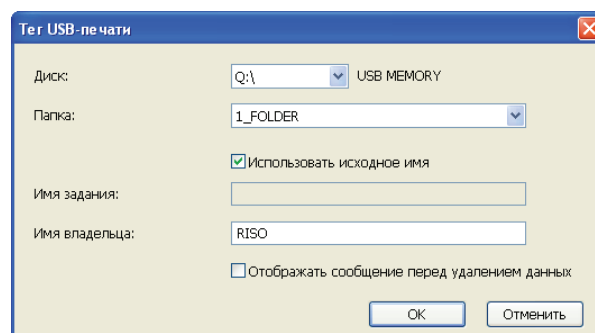 Тег USB-печати
Диск: Q:\ USB MEMORY
Папка: 1_FOLDER
Использовать исходное имя
Имя задания:
Имя владельца: RISO
Отображать сообщение перед удалением данных
OK Отменить